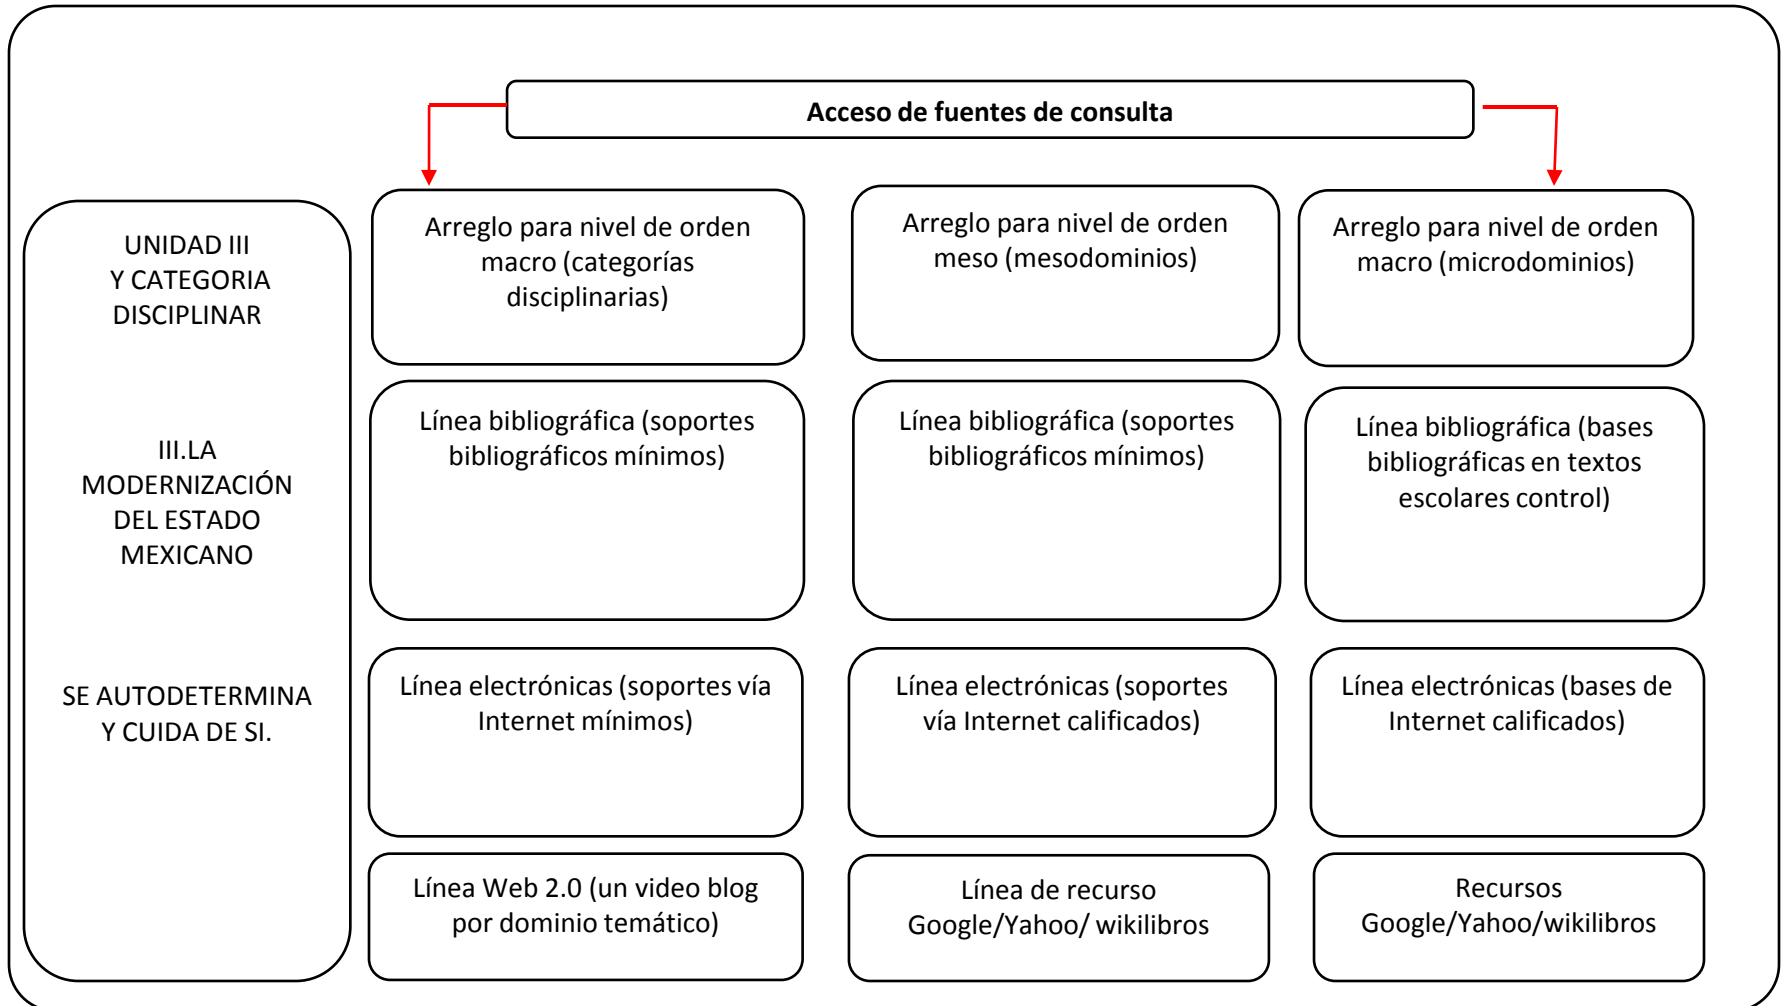 Acceso de fuentes de consulta
UNIDAD III
Y CATEGORIA
DISCIPLINAR
III.LA
MODERNIZACIÓN
DEL ESTADO
MEXICANO
SE AUTODETERMINA
Y CUIDA DE SI.
Arreglo para nivel de orden
macro (categorías
disciplinarias)
Arreglo para nivel de orden
meso (mesodominios)
Arreglo para nivel de orden
macro (microdominios)
Línea bibliográfica (soportes
bibliográficos mínimos)
Línea bibliográfica (soportes
bibliográficos mínimos)
Línea bibliográfica (bases
bibliográficas en textos
escolares control)
Línea electrónicas (soportes vía
Internet mínimos)
Línea electrónicas (soportes
vía Internet calificados)
Línea electrónicas (bases de
Internet calificados)
Línea Web 2.0 (un video blog
por dominio temático)
Línea de recurso
Google/Yahoo/ wikilibros
Recursos
Google/Yahoo/wikilibros